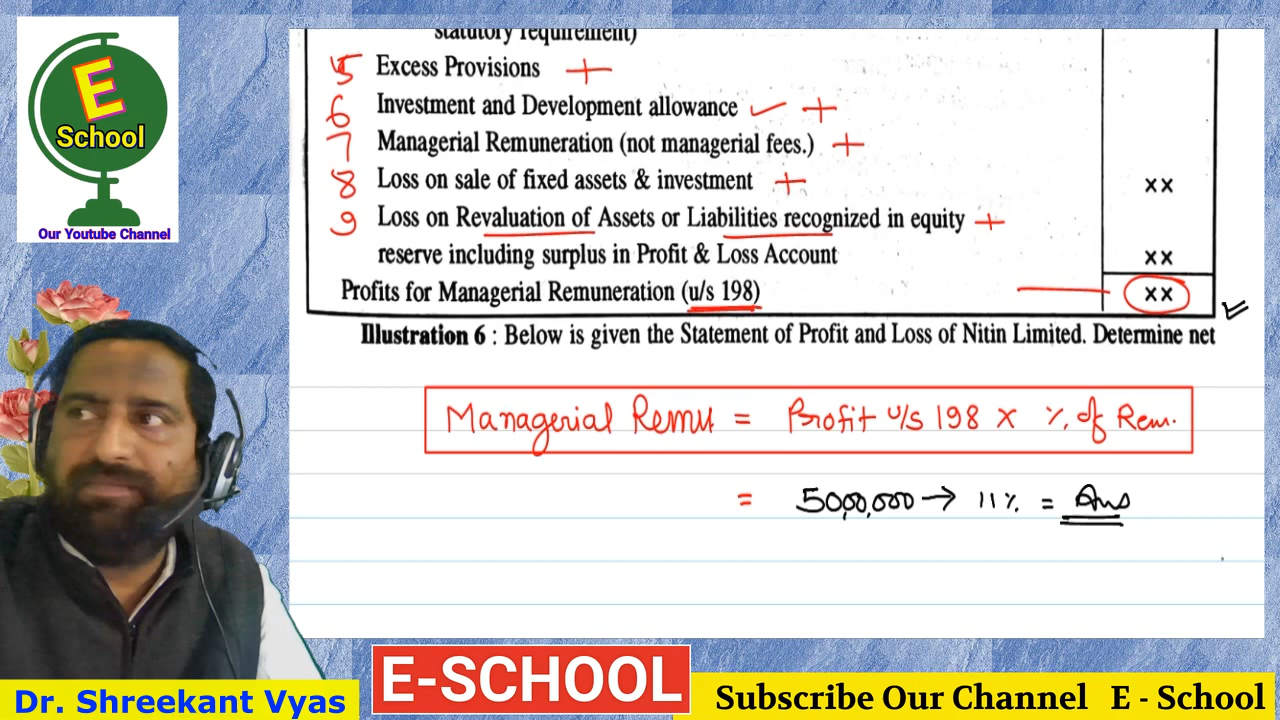 E
School
Our Youtube Channel
statutory requirement)
5 Excess Provisions +
6 Investment and Development allowance ✓ +
7 Managerial Remuneration (not managerial fees.) +
8 Loss on sale of fixed assets & investment + ××
9 Loss on Revaluation of Assets or Liabilities recognized in equity +
reserve including surplus in Profit & Loss Account ××
Profits for Managerial Remuneration (u/s 198) ××
Illustration 6 : Below is given the Statement of Profit and Loss of Nitin Limited. Determine net
Managerial Remu = Profit u/s 198 × % of Rem.
= 50,00,000 → 11% = Ans
E-SCHOOL
Dr. Shreekant Vyas
Subscribe Our Channel E - School